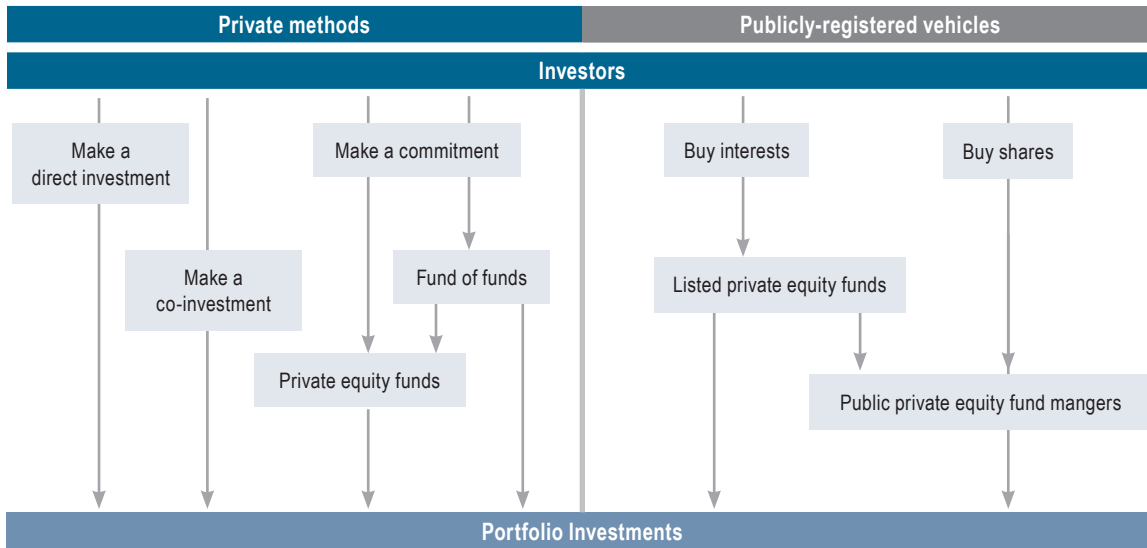 Private methods
Publicly-registered vehicles
Investors
Make a
direct investment
Make a commitment
Buy interests
Buy shares
Make a
co-investment
Fund of funds
Listed private equity funds
Private equity funds
Public private equity fund mangers
Portfolio Investments